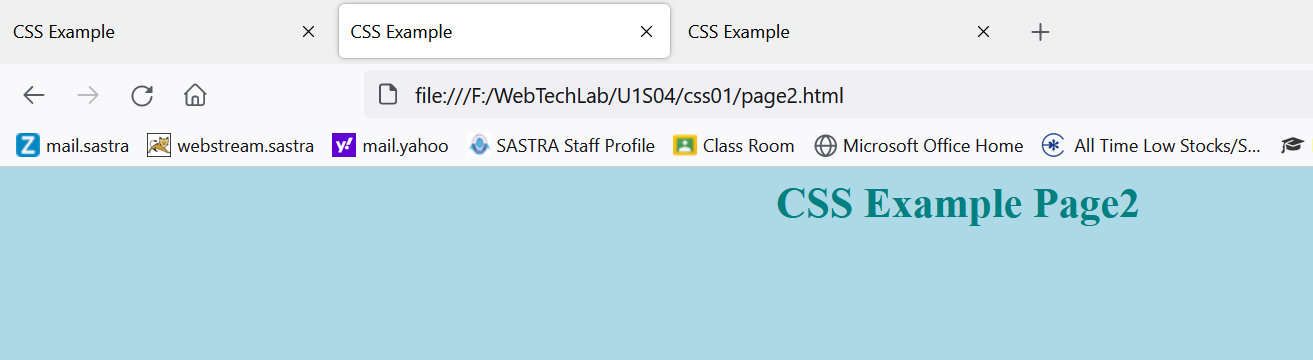 CSS Example CSS Example CSS Example
file:///F:/WebTechLab/U1S04/css01/page2.html
Z mail.sastra webstream.sastra y! mail.yahoo SASTRA Staff Profile Class Room Microsoft Office Home All Time Low Stocks/S...
CSS Example Page2